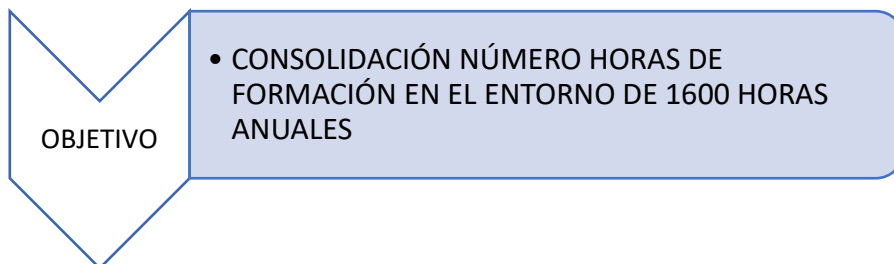 OBJETIVO
• CONSOLIDACIÓN NÚMERO HORAS DE
FORMACIÓN EN EL ENTORNO DE 1600 HORAS
ANUALES